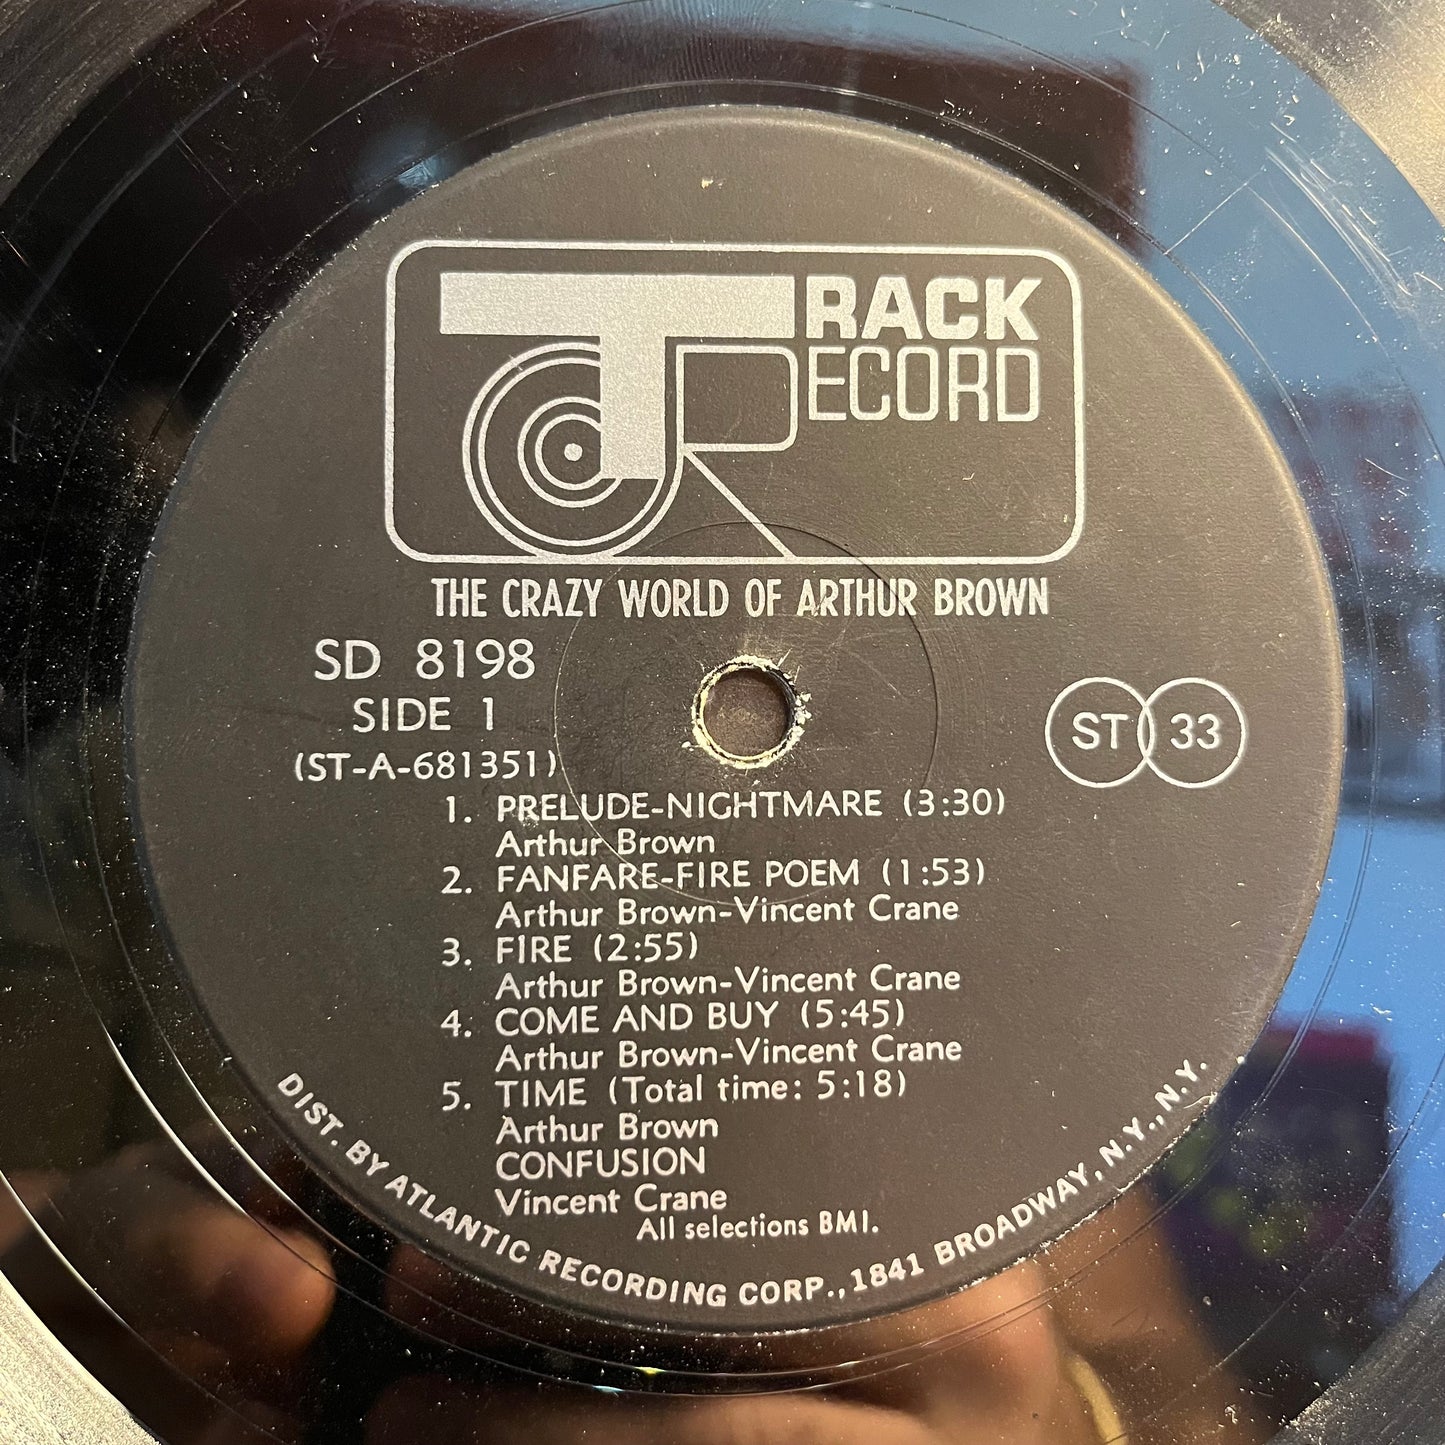 TRACK
RECORD
THE CRAZY WORLD OF ARTHUR BROWN
SD 8198
SIDE 1
(ST-A-681351)
ST 33
1. PRELUDE-NIGHTMARE (3:30)
Arthur Brown
2. FANFARE-FIRE POEM (1:53)
Arthur Brown-Vincent Crane
3. FIRE (2:55)
Arthur Brown-Vincent Crane
4. COME AND BUY (5:45)
Arthur Brown-Vincent Crane
5. TIME (Total time: 5:18)
Arthur Brown
CONFUSION
Vincent Crane
All selections BMI.
DIST. BY ATLANTIC RECORDING CORP., 1841 BROADWAY, N.Y., N.Y.